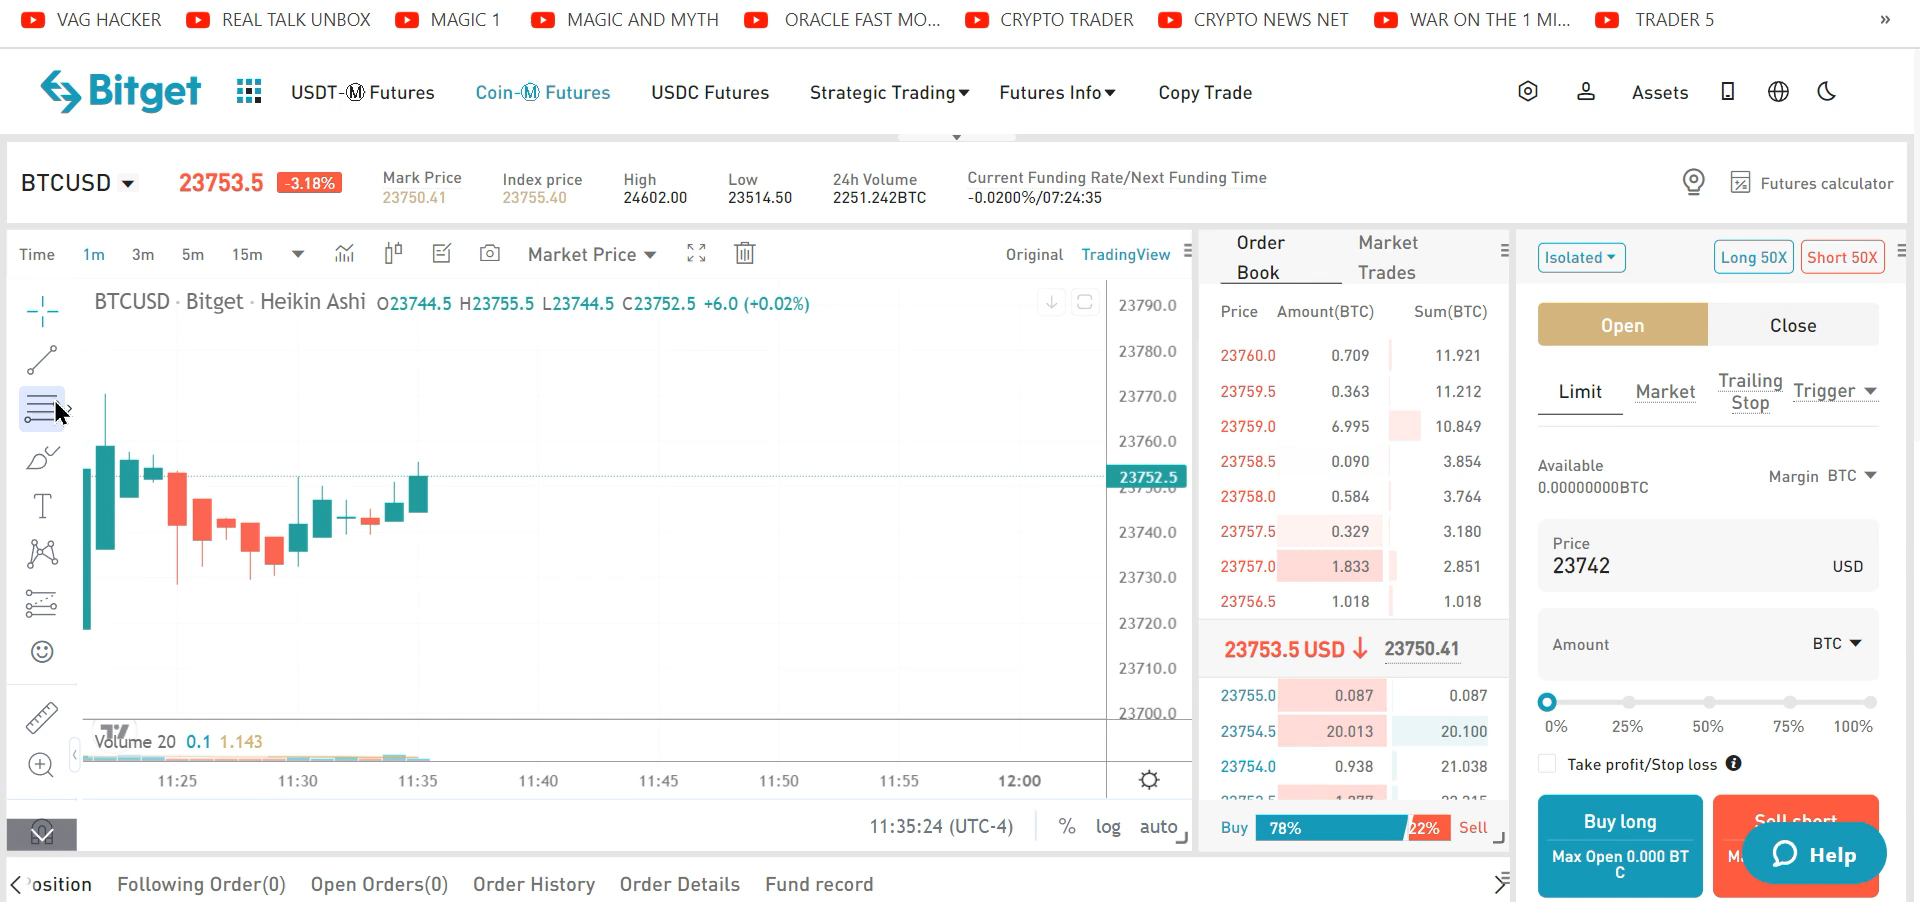 VAG HACKER REAL TALK UNBOX MAGIC 1 MAGIC AND MYTH ORACLE FAST MO... CRYPTO TRADER CRYPTO NEWS NET WAR ON THE 1 MI... TRADER 5 »
Bitget USDT-Ⓜ Futures Coin-Ⓜ Futures USDC Futures Strategic Trading Futures Info Copy Trade Assets
BTCUSD 23753.5 -3.18%
Mark Price
23750.41
Index price
23755.40
High
24602.00
Low
23514.50
24h Volume
2251.242BTC
Current Funding Rate/Next Funding Time
-0.0200%/07:24:35
Futures calculator
Time 1m 3m 5m 15m Market Price Original TradingView
BTCUSD · Bitget · Heikin Ashi O23744.5 H23755.5 L23744.5 C23752.5 +6.0 (+0.02%)
23790.0
23780.0
23770.0
23760.0
23752.5
23750.0
23740.0
23730.0
23720.0
23710.0
23700.0
Volume 20 0.1 1.143
11:25 11:30 11:35 11:40 11:45 11:50 11:55 12:00
11:35:24 (UTC-4) % log auto
Order Book
Market Trades
Price Amount(BTC) Sum(BTC)
23760.0 0.709 11.921
23759.5 0.363 11.212
23759.0 6.995 10.849
23758.5 0.090 3.854
23758.0 0.584 3.764
23757.5 0.329 3.180
23757.0 1.833 2.851
23756.5 1.018 1.018
23753.5 USD ↓ 23750.41
23755.0 0.087 0.087
23754.5 20.013 20.100
23754.0 0.938 21.038
Buy 78% 22% Sell
Isolated Long 50X Short 50X
Open Close
Limit Market Trailing Stop Trigger
Available
0.00000000BTC
Margin BTC
Price
23742 USD
Amount BTC
0% 25% 50% 75% 100%
Take profit/Stop loss
Buy long
Max Open 0.000 BT
C
Sell short
Help
osition Following Order(0) Open Orders(0) Order History Order Details Fund record